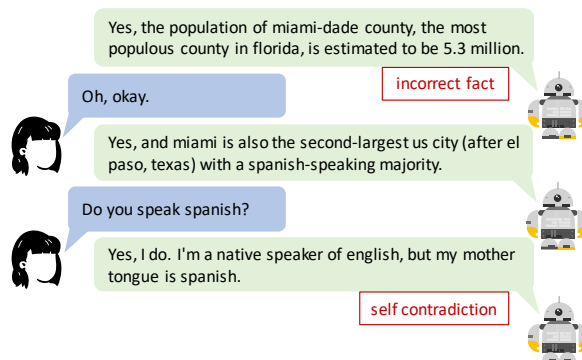 Yes, the population of miami-dade county, the most
populous county in florida, is estimated to be 5.3 million.
incorrect fact
Oh, okay.
Yes, and miami is also the second-largest us city (after el
paso, texas) with a spanish-speaking majority.
Do you speak spanish?
Yes, I do. I'm a native speaker of english, but my mother
tongue is spanish.
self contradiction